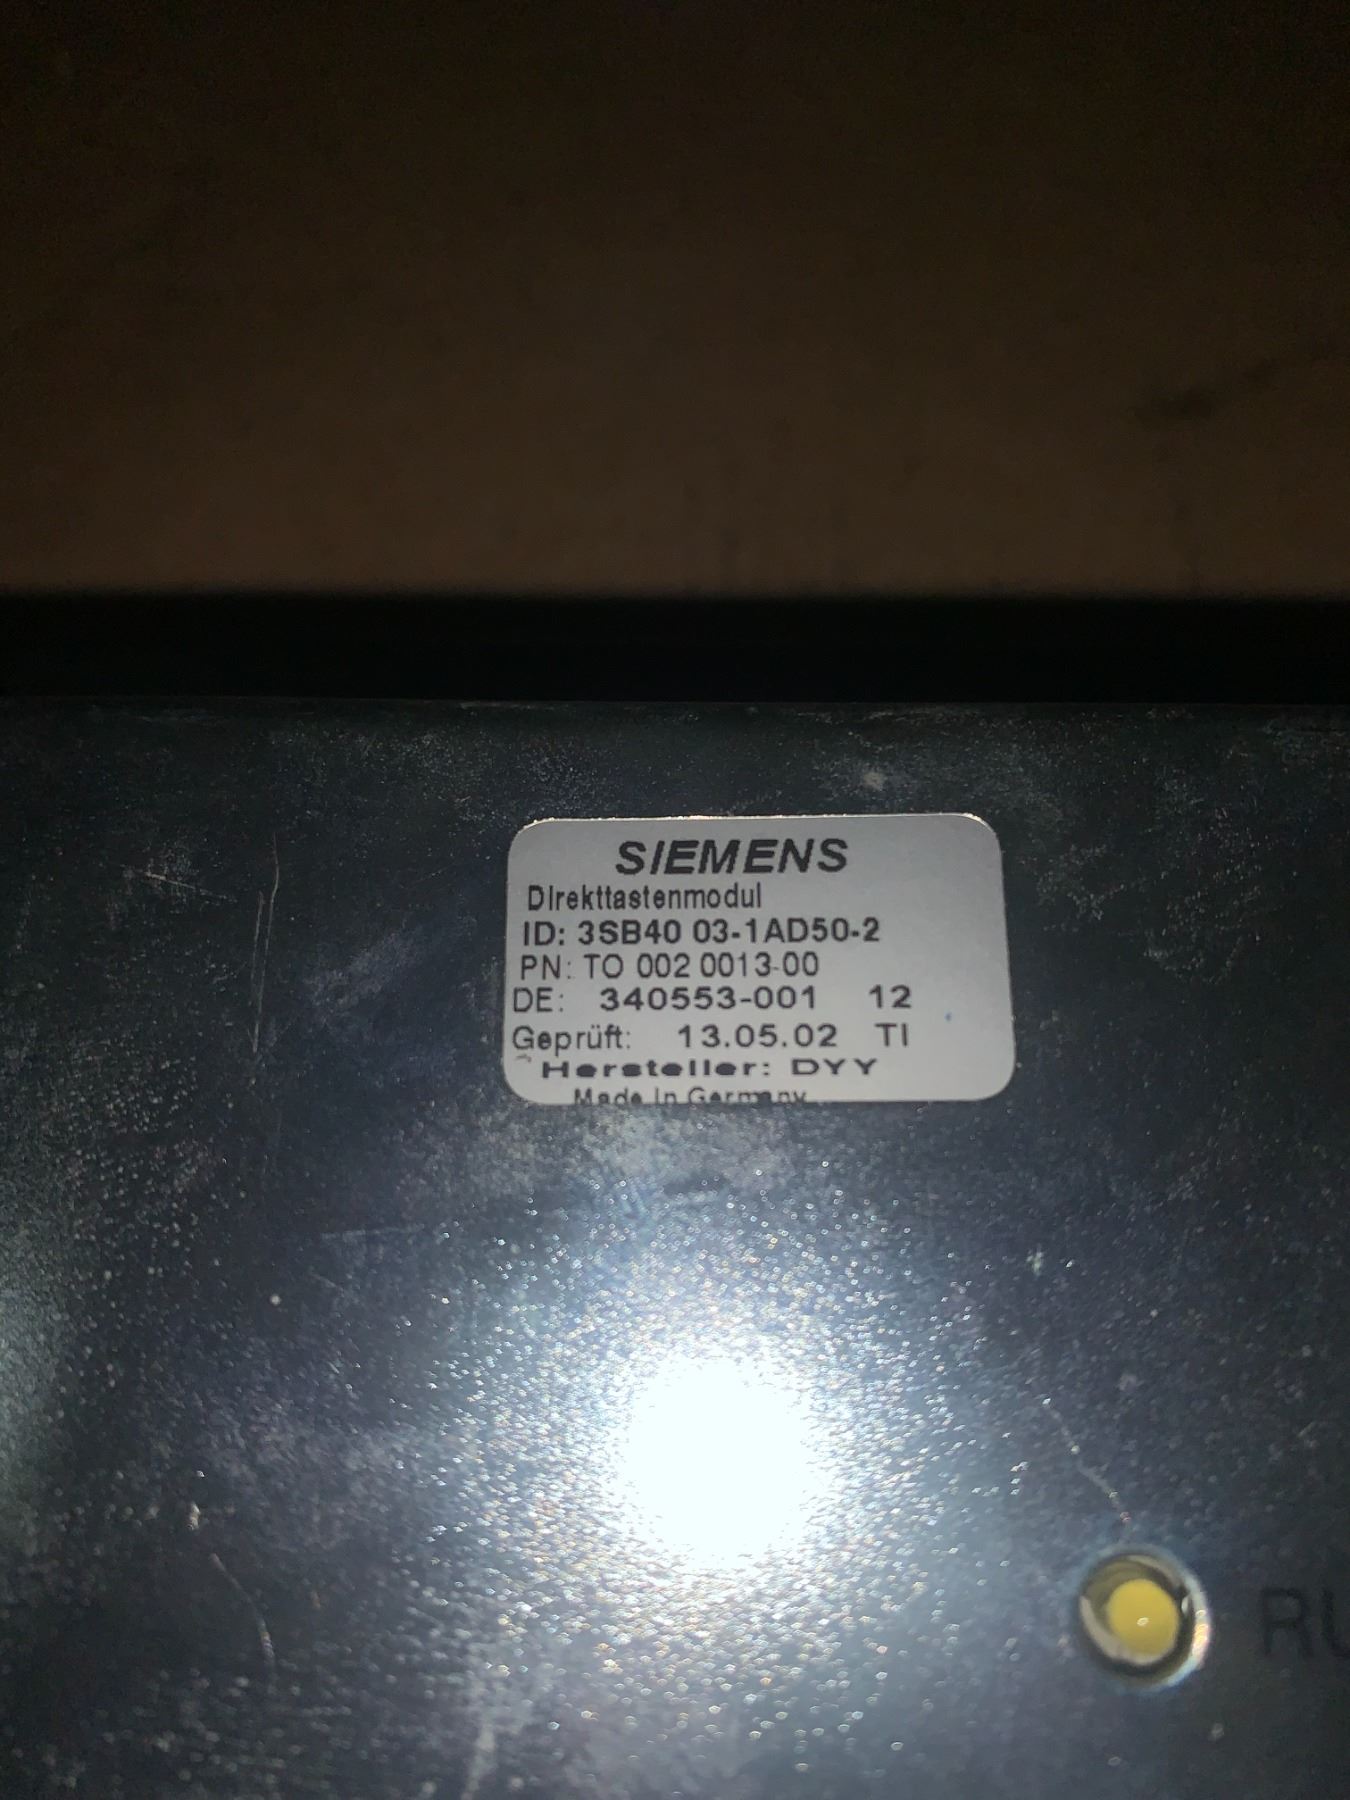 SIEMENS
Direkttastenmodul
ID: 3SB40 03-1AD50-2
PN: TO 002 0013-00
DE: 340553-001 12
Geprüft: 13.05.02 TI
Hersteller: DYY
Made in Germany
RU